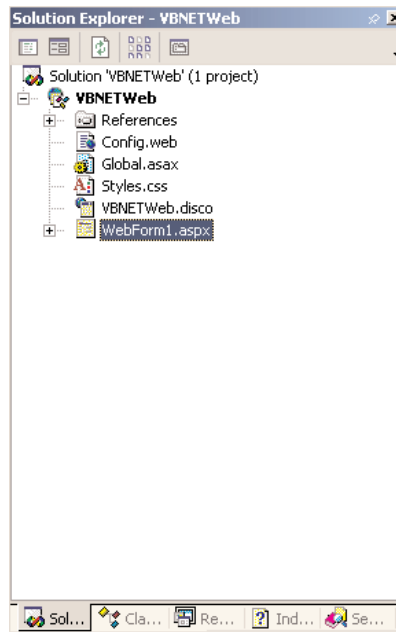 Solution Explorer - VBNETWeb
Solution 'VBNETWeb' (1 project)
VBNETWeb
References
Config.web
Global.asax
Styles.css
VBNETWeb.disco
WebForm1.aspx
Sol... Cla... Re... Ind... Se...